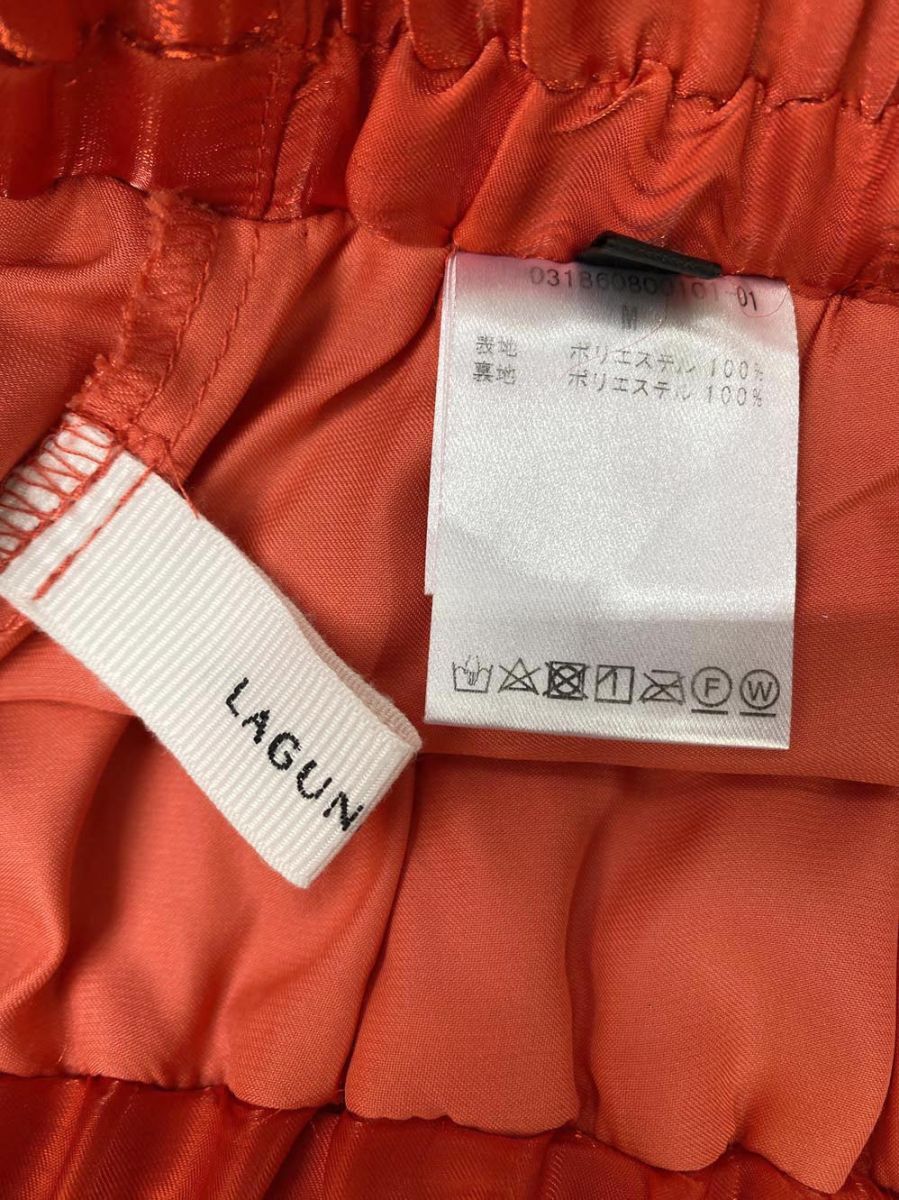 031860800101-01
M
表地 ポリエステル 100%
裏地 ポリエステル 100%
F W
LAGUN